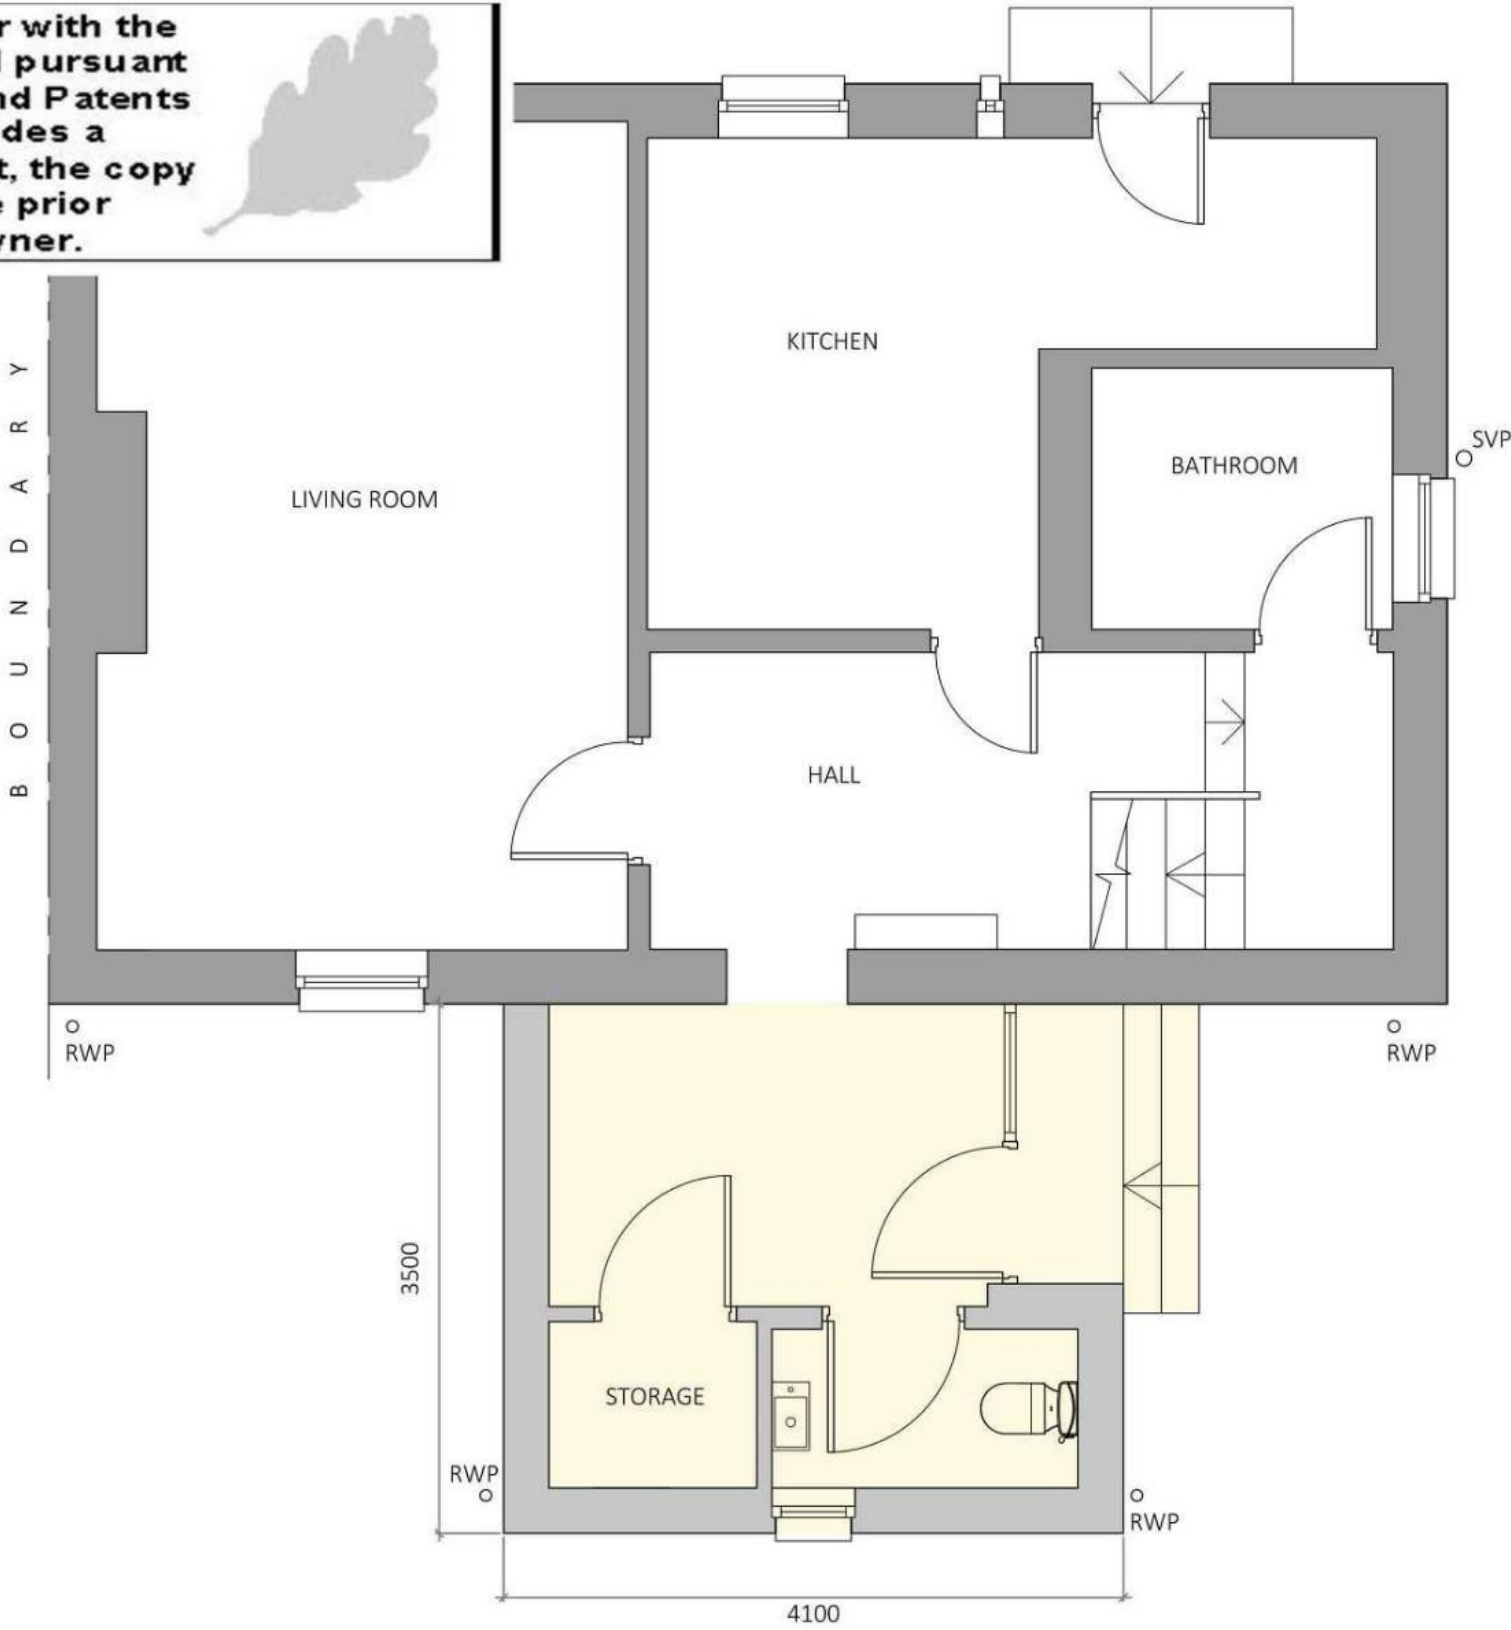 r with the
pursuant
nd Patents
des a
t, the copy
e prior
ner.
KITCHEN
SVP
BATHROOM
LIVING ROOM
BOUNDARY
HALL
RWP
RWP
3500
STORAGE
RWP
RWP
4100